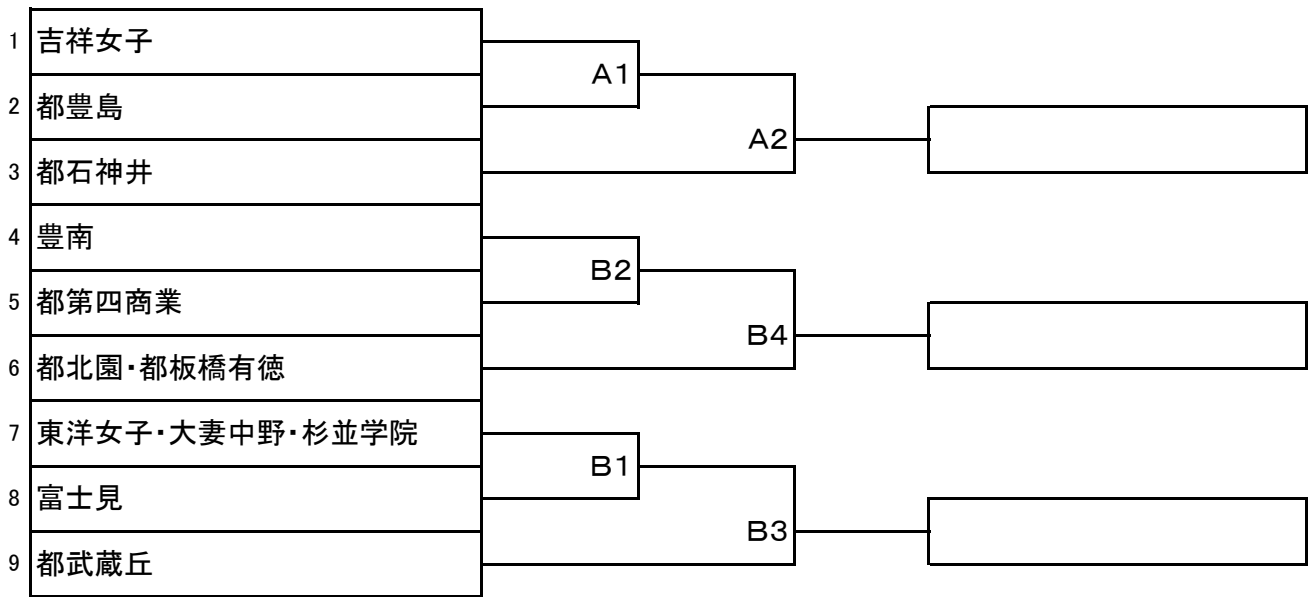 1 吉祥女子
A1
2 都豊島
A2
3 都石神井
4 豊南
B2
5 都第四商業
B4
6 都北園・都板橋有徳
7 東洋女子・大妻中野・杉並学院
B1
8 富士見
B3
9 都武蔵丘